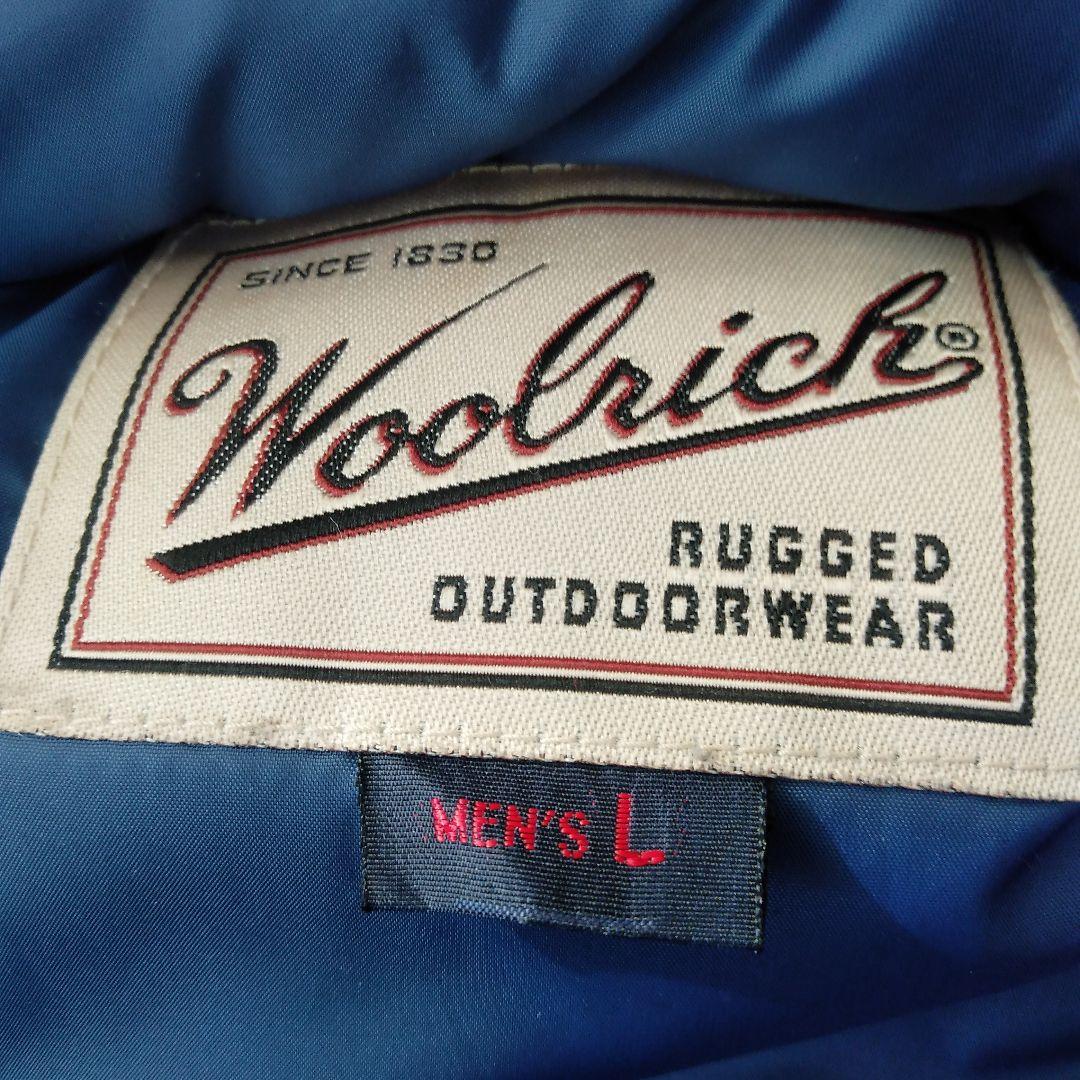 SINCE 1830
Woolrich®
RUGGED
OUTDOORWEAR
MEN'S L